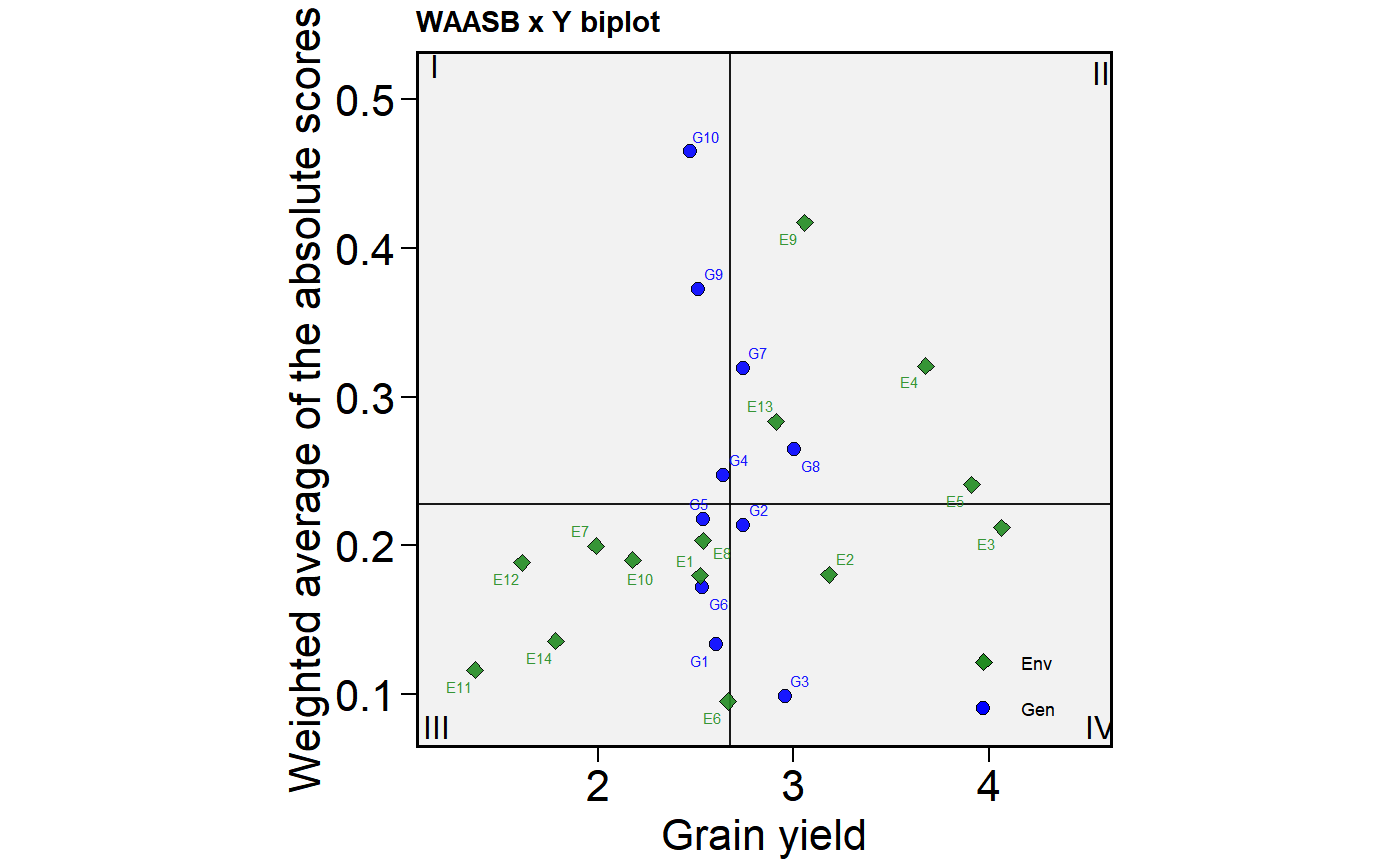 WAASB x Y biplot
Weighted average of the absolute scores
I
II
0.5
G10
E9
0.4
G9
G7
E4
0.3
E13
G4
G8
E5
G5
G2
0.2
E7
E8
E3
E1
E2
E12
E10
G6
E14
G1
Env
E11
G3
0.1
Gen
E6
III
IV
2
3
4
Grain yield